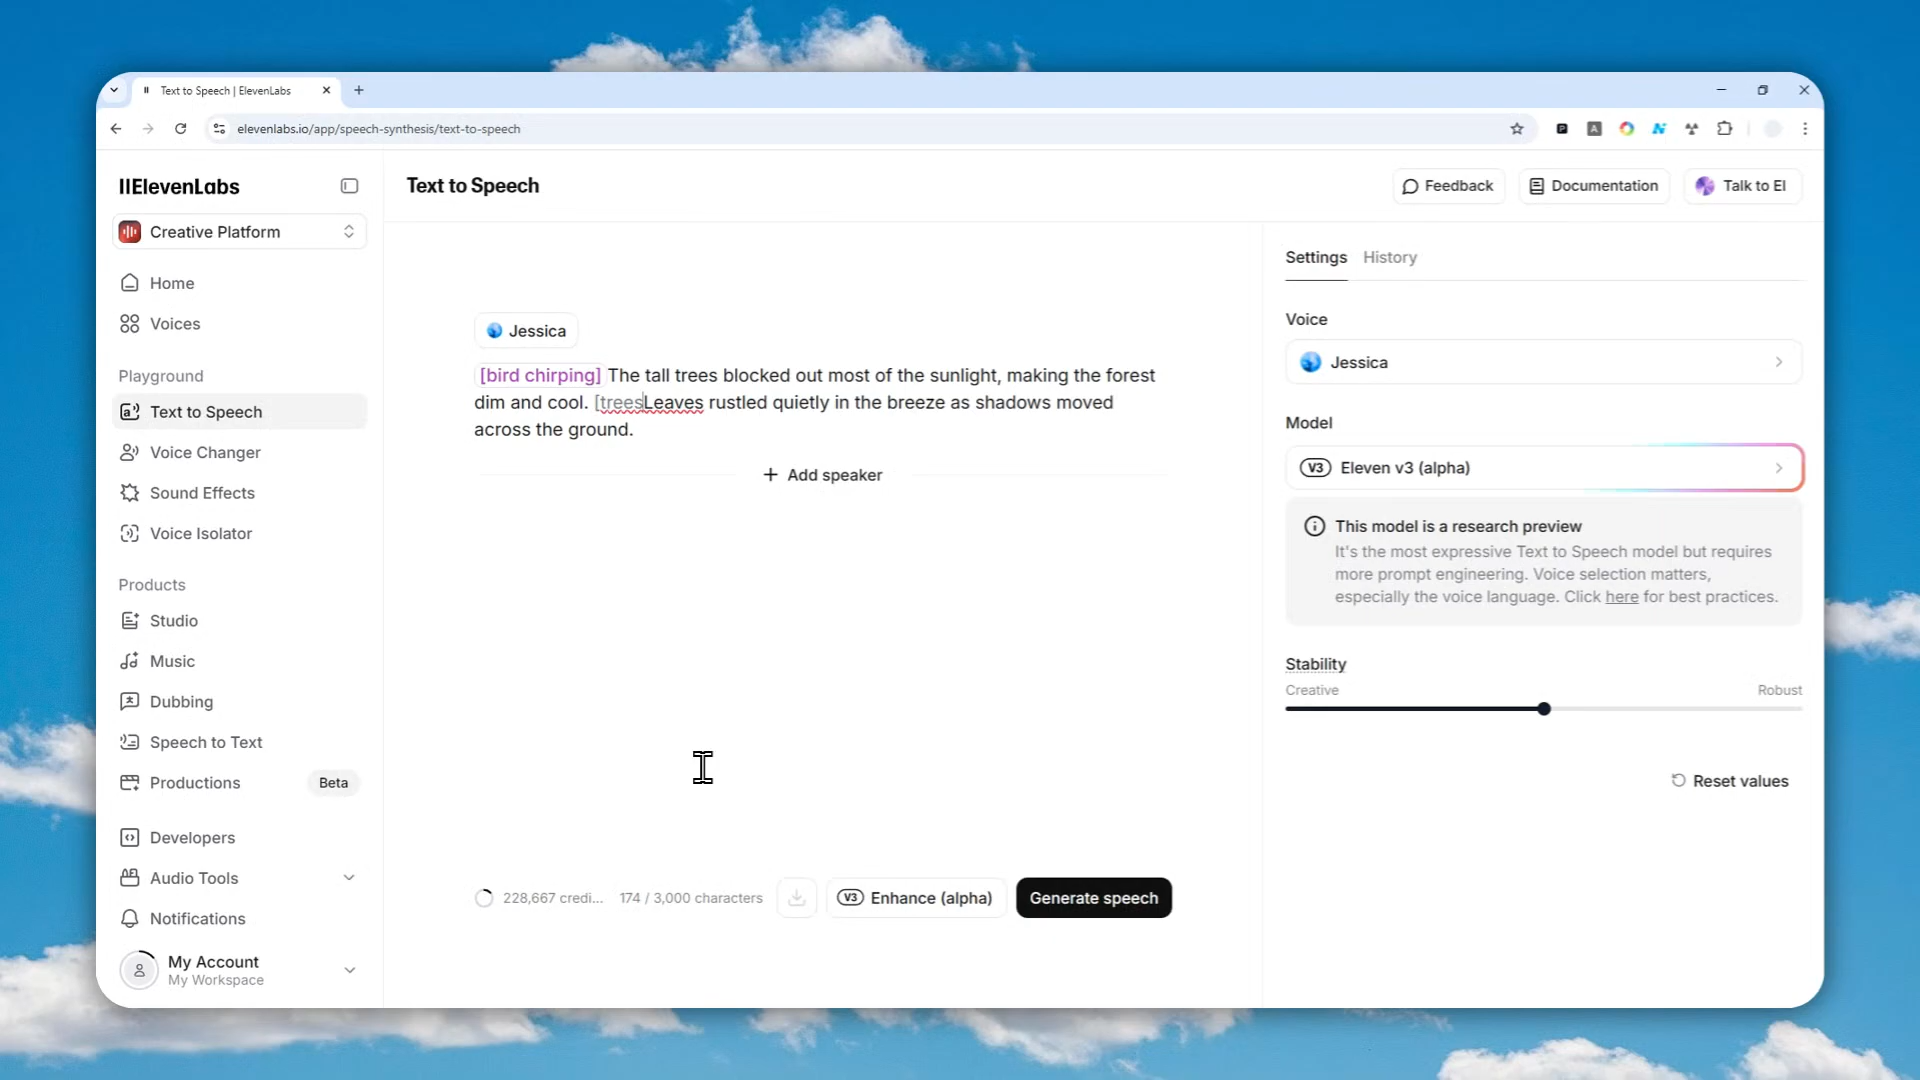 Text to Speech | ElevenLabs
elevenlabs.io/app/speech-synthesis/text-to-speech
IIElevenLabs
Text to Speech
Feedback
Documentation
Talk to El
Creative Platform
Home
Voices
Playground
Text to Speech
Voice Changer
Sound Effects
Voice Isolator
Products
Studio
Music
Dubbing
Speech to Text
Productions
Beta
Developers
Audio Tools
Notifications
My Account
My Workspace
Jessica
[bird chirping] The tall trees blocked out most of the sunlight, making the forest
dim and cool. [treesLeaves rustled quietly in the breeze as shadows moved
across the ground.
Add speaker
228,667 credi...
174 / 3,000 characters
V3 Enhance (alpha)
Generate speech
Settings
History
Voice
Jessica
Model
V3 Eleven v3 (alpha)
This model is a research preview
It's the most expressive Text to Speech model but requires
more prompt engineering. Voice selection matters,
especially the voice language. Click here for best practices.
Stability
Creative
Robust
Reset values